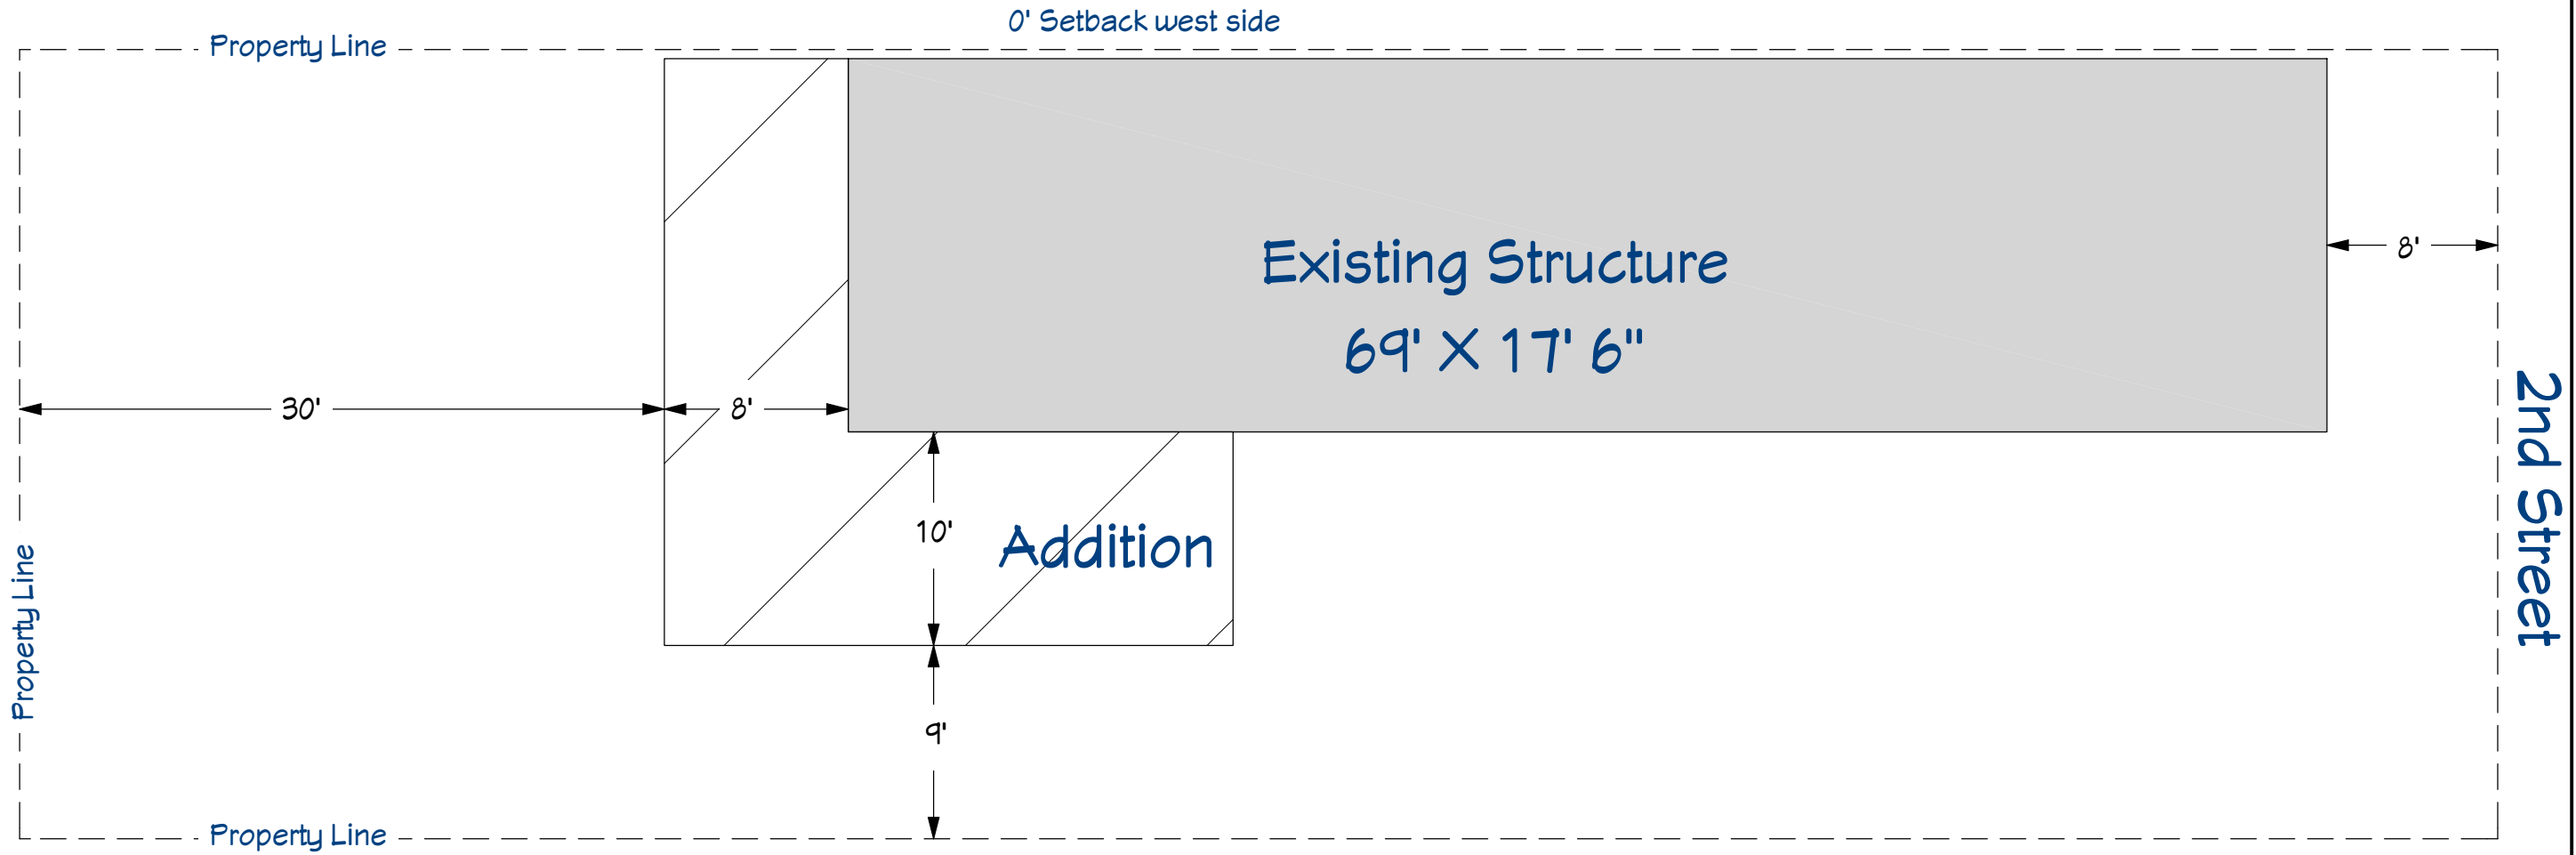 0' Setback west side
Property Line
Existing Structure
69' X 17' 6"
8'
30'
8'
10'
Addition
2nd Street
Property Line
9'
Property Line